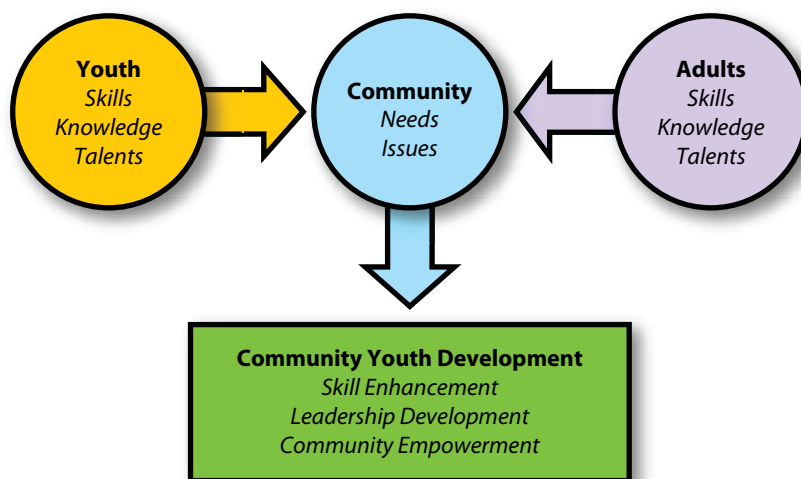 Youth
Skills
Knowledge
Talents
Community
Needs
Issues
Adults
Skills
Knowledge
Talents
Community Youth Development
Skill Enhancement
Leadership Development
Community Empowerment